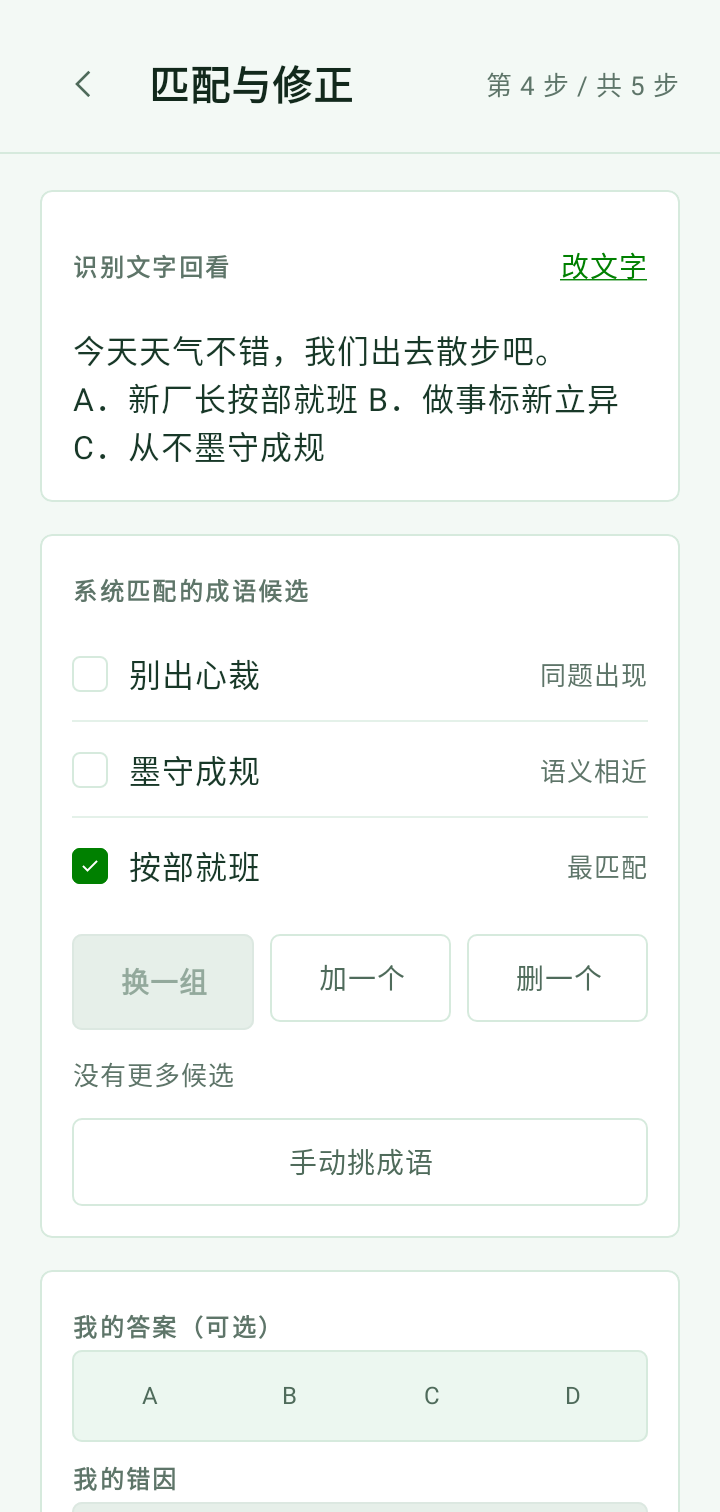 匹配与修正
第 4 步 / 共 5 步
识别文字回看
改文字
今天天气不错，我们出去散步吧。
A．新厂长按部就班 B．做事标新立异
C．从不墨守成规
系统匹配的成语候选
别出心裁
同题出现
墨守成规
语义相近
按部就班
最匹配
换一组
加一个
删一个
没有更多候选
手动挑成语
我的答案（可选）
A B C D
我的错因